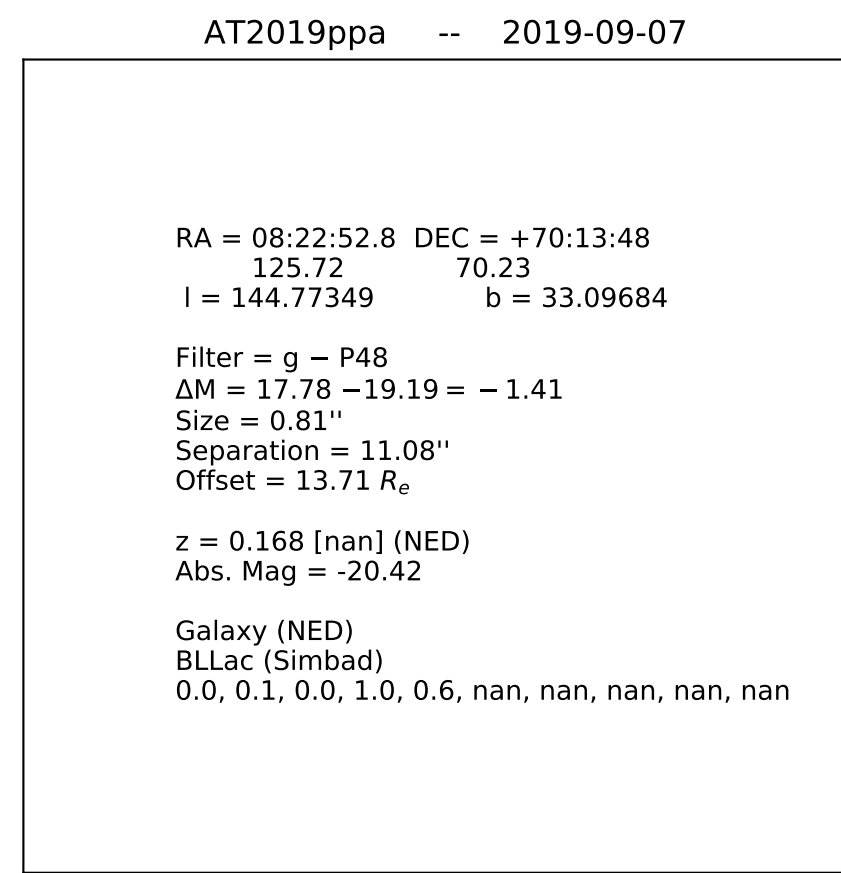 AT2019ppa -- 2019-09-07
RA = 08:22:52.8 DEC = +70:13:48
125.72 70.23
l = 144.77349 b = 33.09684
Filter = g − P48
ΔM = 17.78 −19.19 = − 1.41
Size = 0.81''
Separation = 11.08''
Offset = 13.71 Rₑ
z = 0.168 [nan] (NED)
Abs. Mag = -20.42
Galaxy (NED)
BLLac (Simbad)
0.0, 0.1, 0.0, 1.0, 0.6, nan, nan, nan, nan, nan